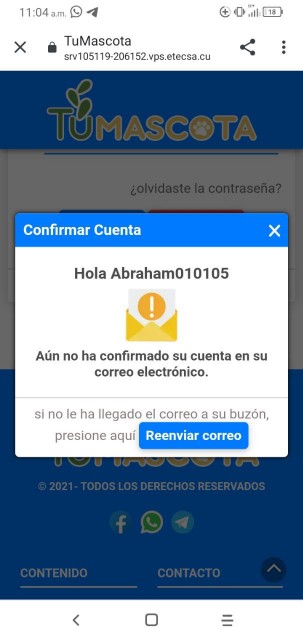 11:04 a.m.
18
TuMascota
srv105119-206152.vps.etecsa.cu
TUMASCOTA
¿olvidaste la contraseña?
Confirmar Cuenta
Hola Abraham010105
Aún no ha confirmado su cuenta en su
correo electrónico.
si no le ha llegado el correo a su buzón,
presione aquí Reenviar correo
TUMASCOTA
© 2021- TODOS LOS DERECHOS RESERVADOS
CONTENIDO CONTACTO